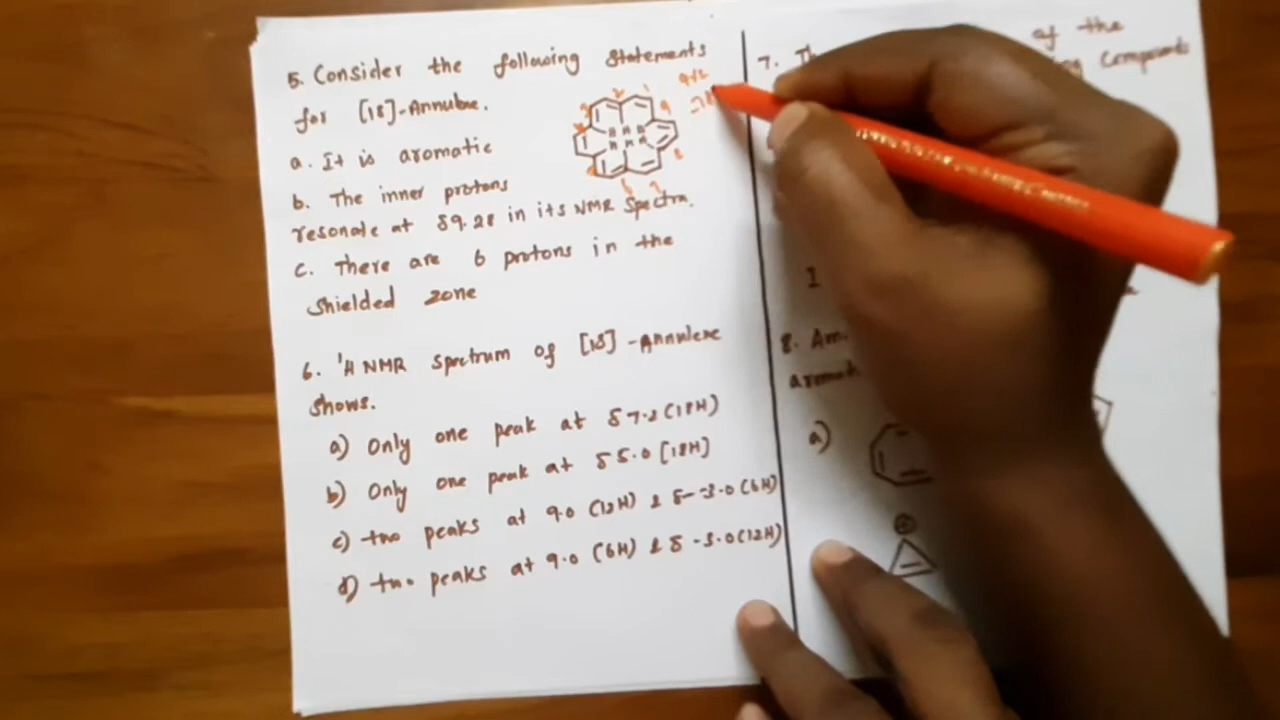 5. Consider the following Statements
for [18]-Annulene.
a. It is aromatic
b. The inner protons
resonate at δ9.28 in its NMR Spectra.
c. There are 6 protons in the
shielded zone
6. 'H NMR spectrum of [18]-Annulene
shows.
a) Only one peak at δ 7.2 (18H)
b) Only one peak at δ 5.0 [18H]
c) two peaks at 9.0 (12H) & δ -3.0 (6H)
d) two peaks at 9.0 (6H) & δ -3.0 (12H)
7. of the
compounds
I
8.
a)